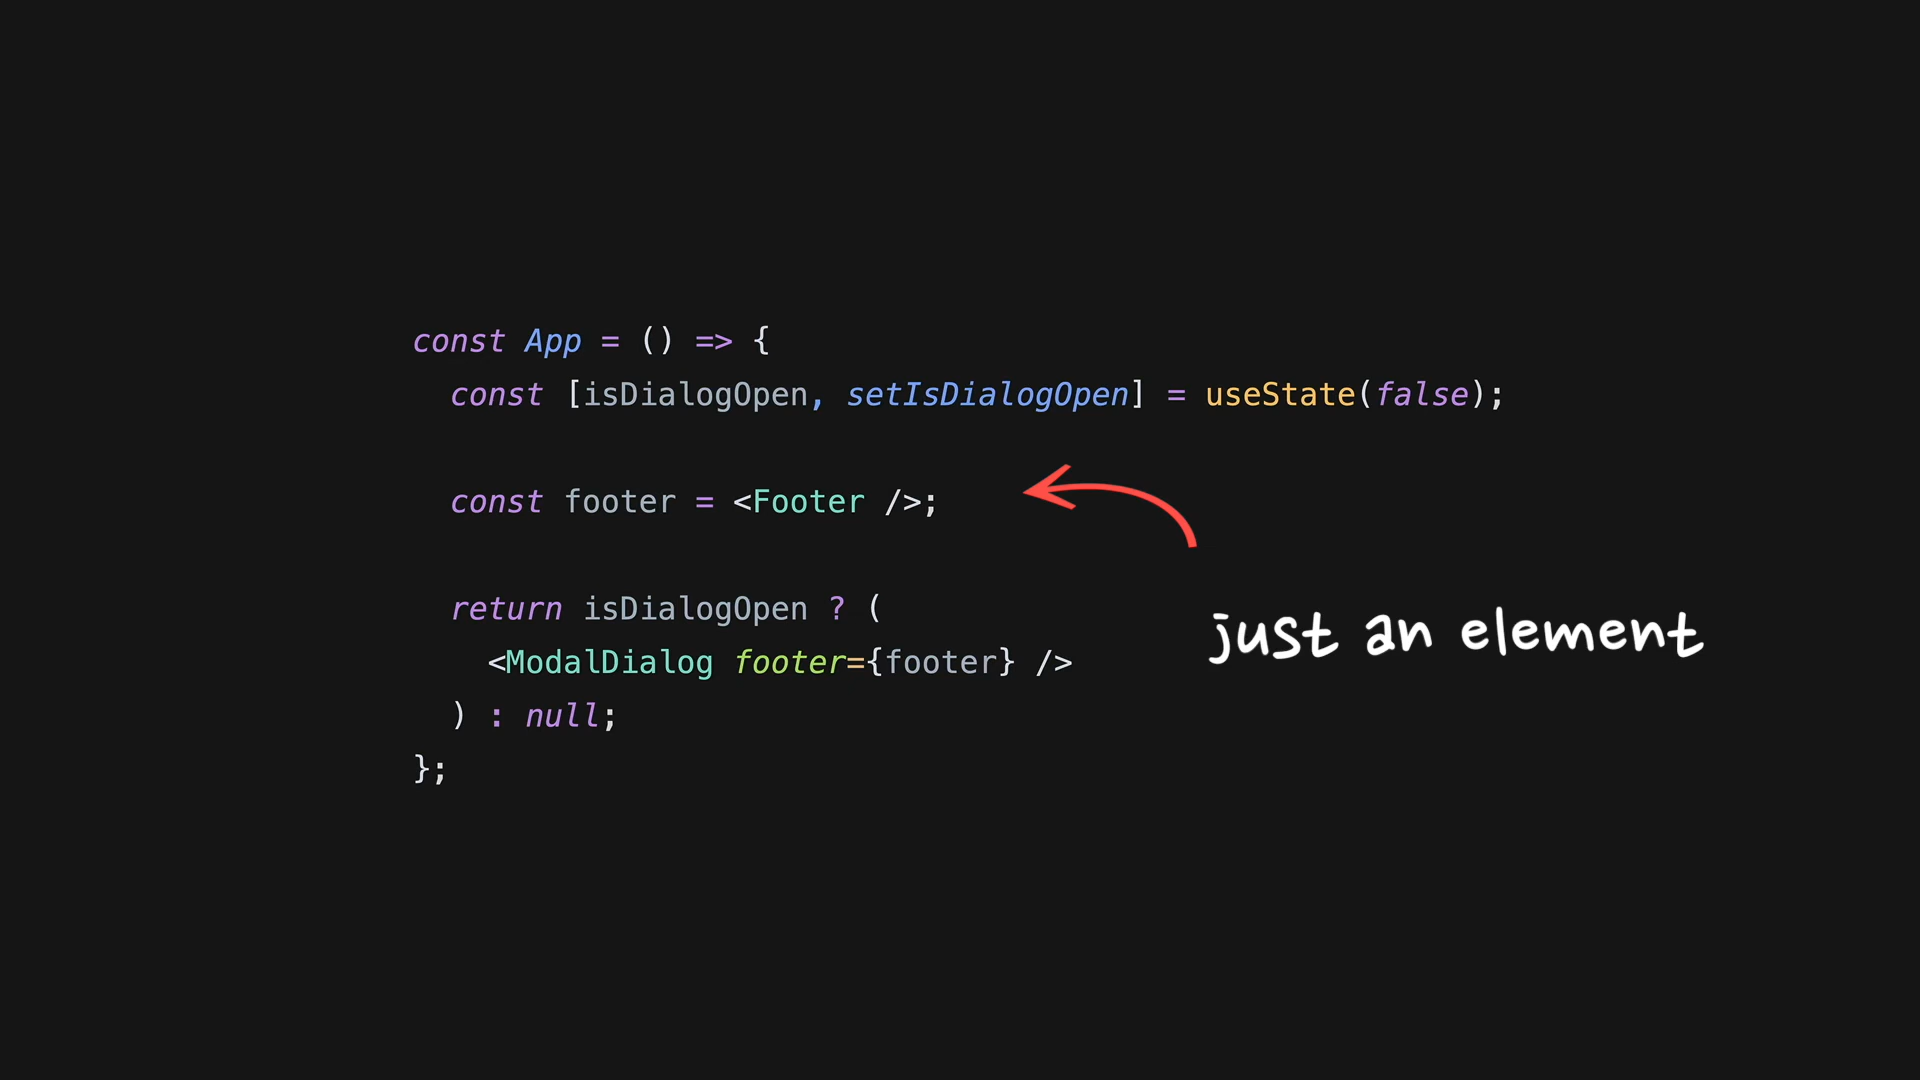 const App = () => {
const [isDialogOpen, setIsDialogOpen] = useState(false);
const footer = <Footer />;
return isDialogOpen ? (
<ModalDialog footer={footer} />
) : null;
};
just an element